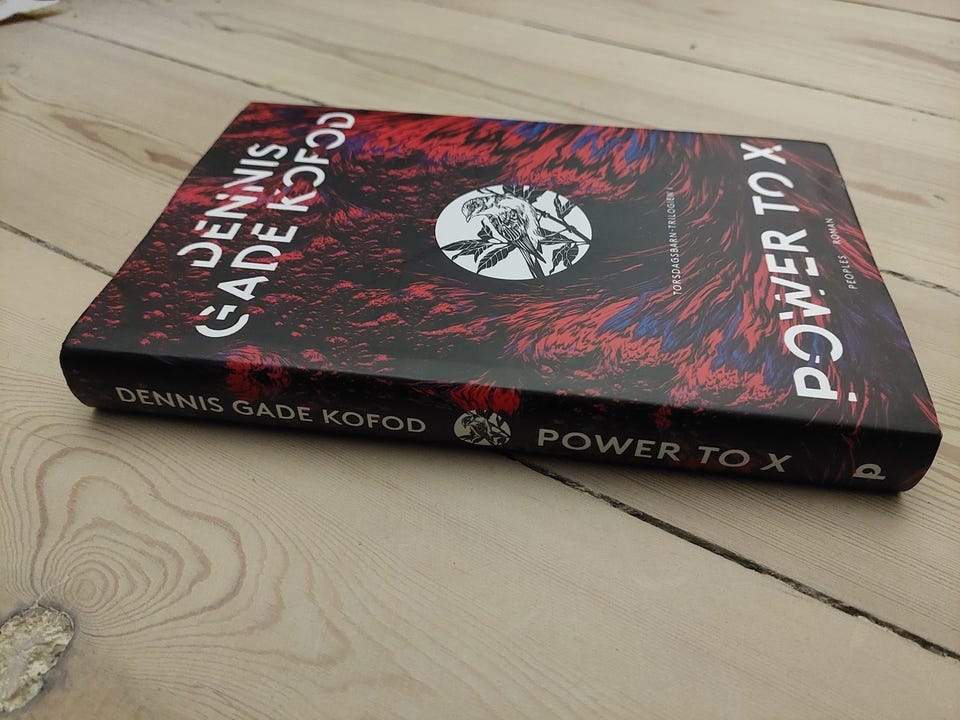 DENNIS
GADE KOFOD
TORSDAGSBARN-TRILOGIEN
POWER TO X
PEOPLES ROMAN
DENNIS GADE KOFOD
POWER TO X
p